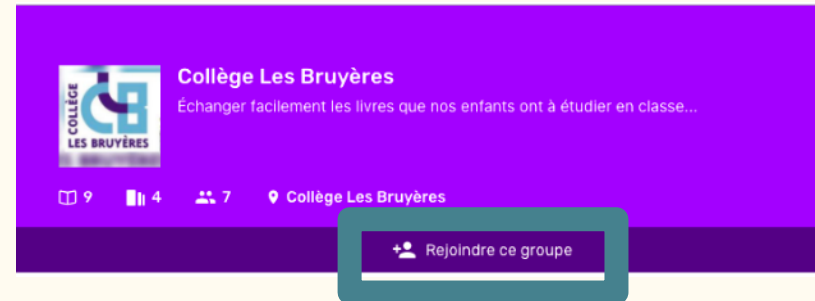 Collège Les Bruyères
Échanger facilement les livres que nos enfants ont à étudier en classe...
COLLÈGE
LES BRUYÈRES
9 4 7 Collège Les Bruyères
Rejoindre ce groupe